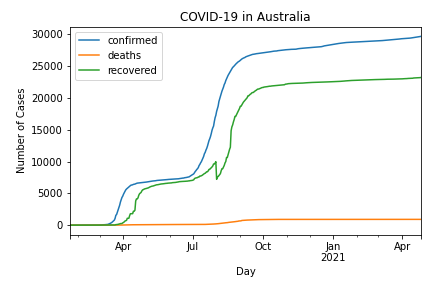 COVID-19 in Australia
confirmed
deaths
recovered
Number of Cases
30000
25000
20000
15000
10000
5000
0
Apr
Jul
Oct
Jan
2021
Apr
Day